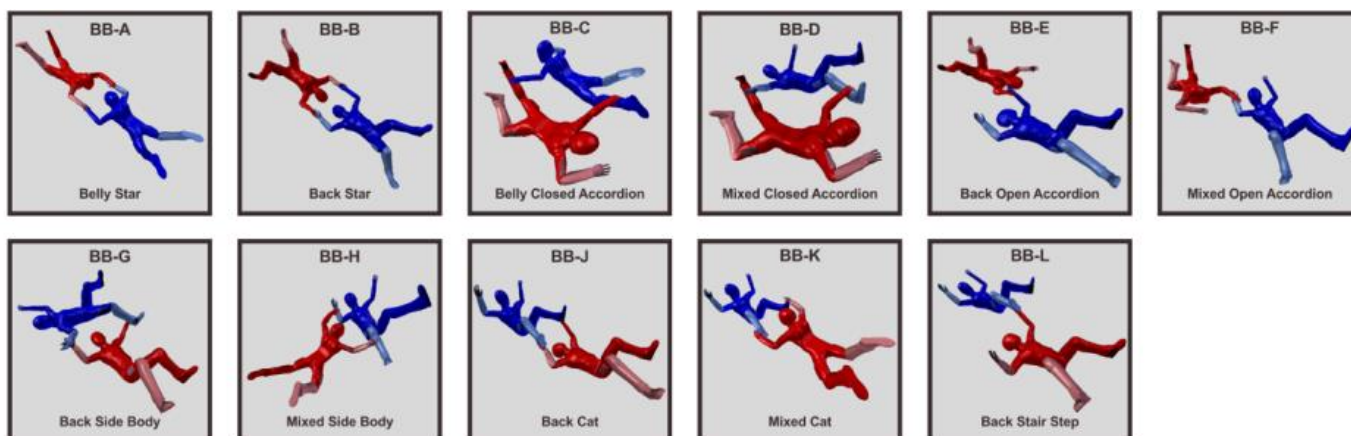 BB-A
Belly Star
BB-B
Back Star
BB-C
Belly Closed Accordion
BB-D
Mixed Closed Accordion
BB-E
Back Open Accordion
BB-F
Mixed Open Accordion
BB-G
Back Side Body
BB-H
Mixed Side Body
BB-J
Back Cat
BB-K
Mixed Cat
BB-L
Back Stair Step